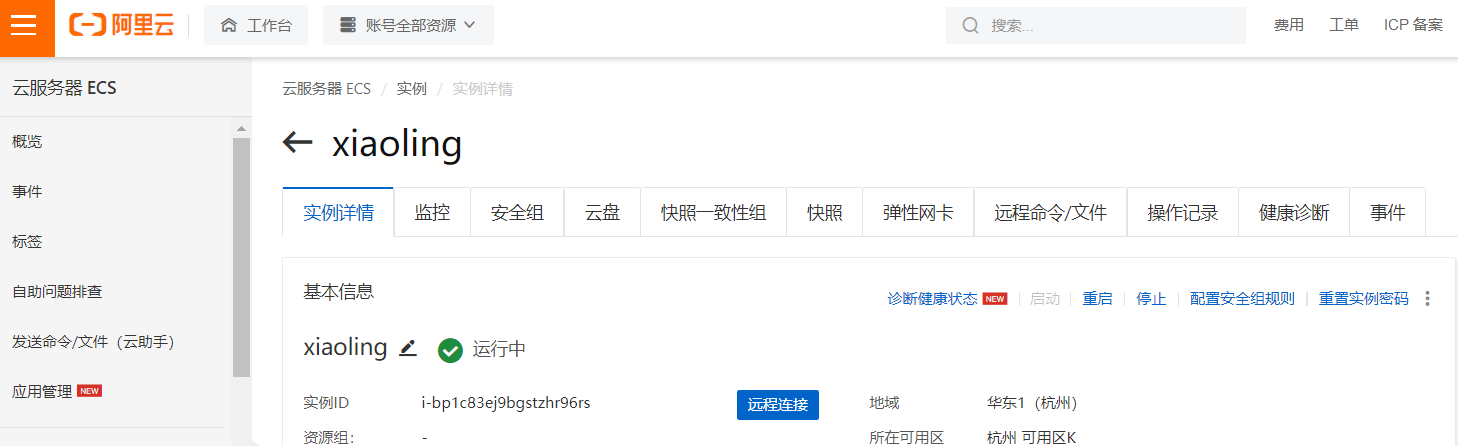 阿里云 工作台 账号全部资源 搜索... 费用 工单 ICP 备案
云服务器 ECS
概览
事件
标签
自助问题排查
发送命令/文件（云助手）
应用管理 NEW
云服务器 ECS / 实例 / 实例详情
xiaoling
实例详情 监控 安全组 云盘 快照一致性组 快照 弹性网卡 远程命令/文件 操作记录 健康诊断 事件
基本信息
诊断健康状态 NEW 启动 重启 停止 配置安全组规则 重置实例密码
xiaoling 运行中
实例ID i-bp1c83ej9bgstzhr96rs 远程连接 地域 华东1（杭州）
资源组： - 所在可用区 杭州 可用区K